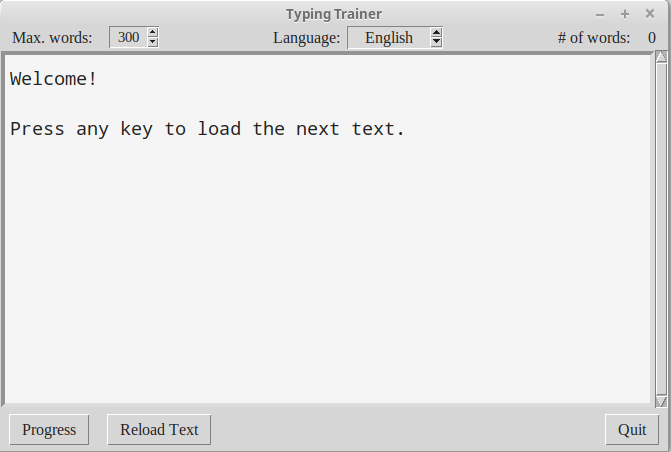 Typing Trainer
Max. words: 300 Language: English # of words: 0
Welcome!
Press any key to load the next text.
Progress Reload Text Quit